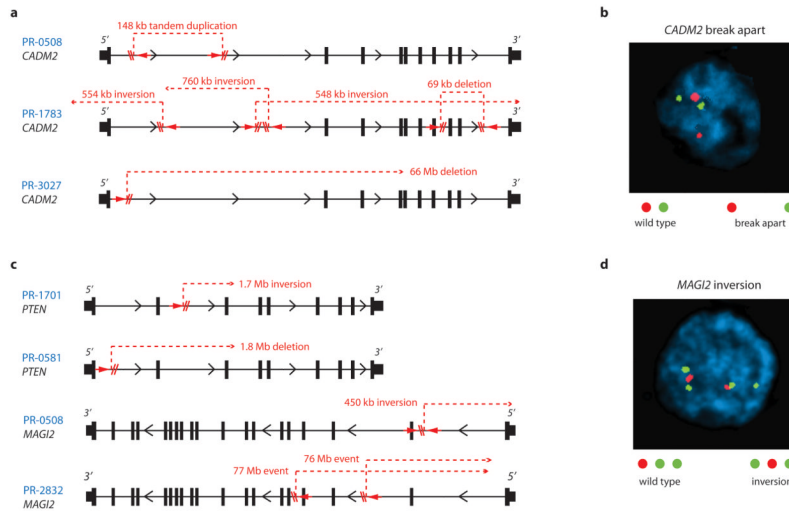 a
148 kb tandem duplication
5′ 3′
PR-0508
CADM2
554 kb inversion 760 kb inversion 548 kb inversion 69 kb deletion
5′ 3′
PR-1783
CADM2
66 Mb deletion
5′ 3′
PR-3027
CADM2
b
CADM2 break apart
wild type break apart
c
1.7 Mb inversion
5′ 3′
PR-1701
PTEN
1.8 Mb deletion
5′ 3′
PR-0581
PTEN
450 kb inversion
3′ 5′
PR-0508
MAGI2
76 Mb event
77 Mb event
3′ 5′
PR-2832
MAGI2
d
MAGI2 inversion
wild type inversion